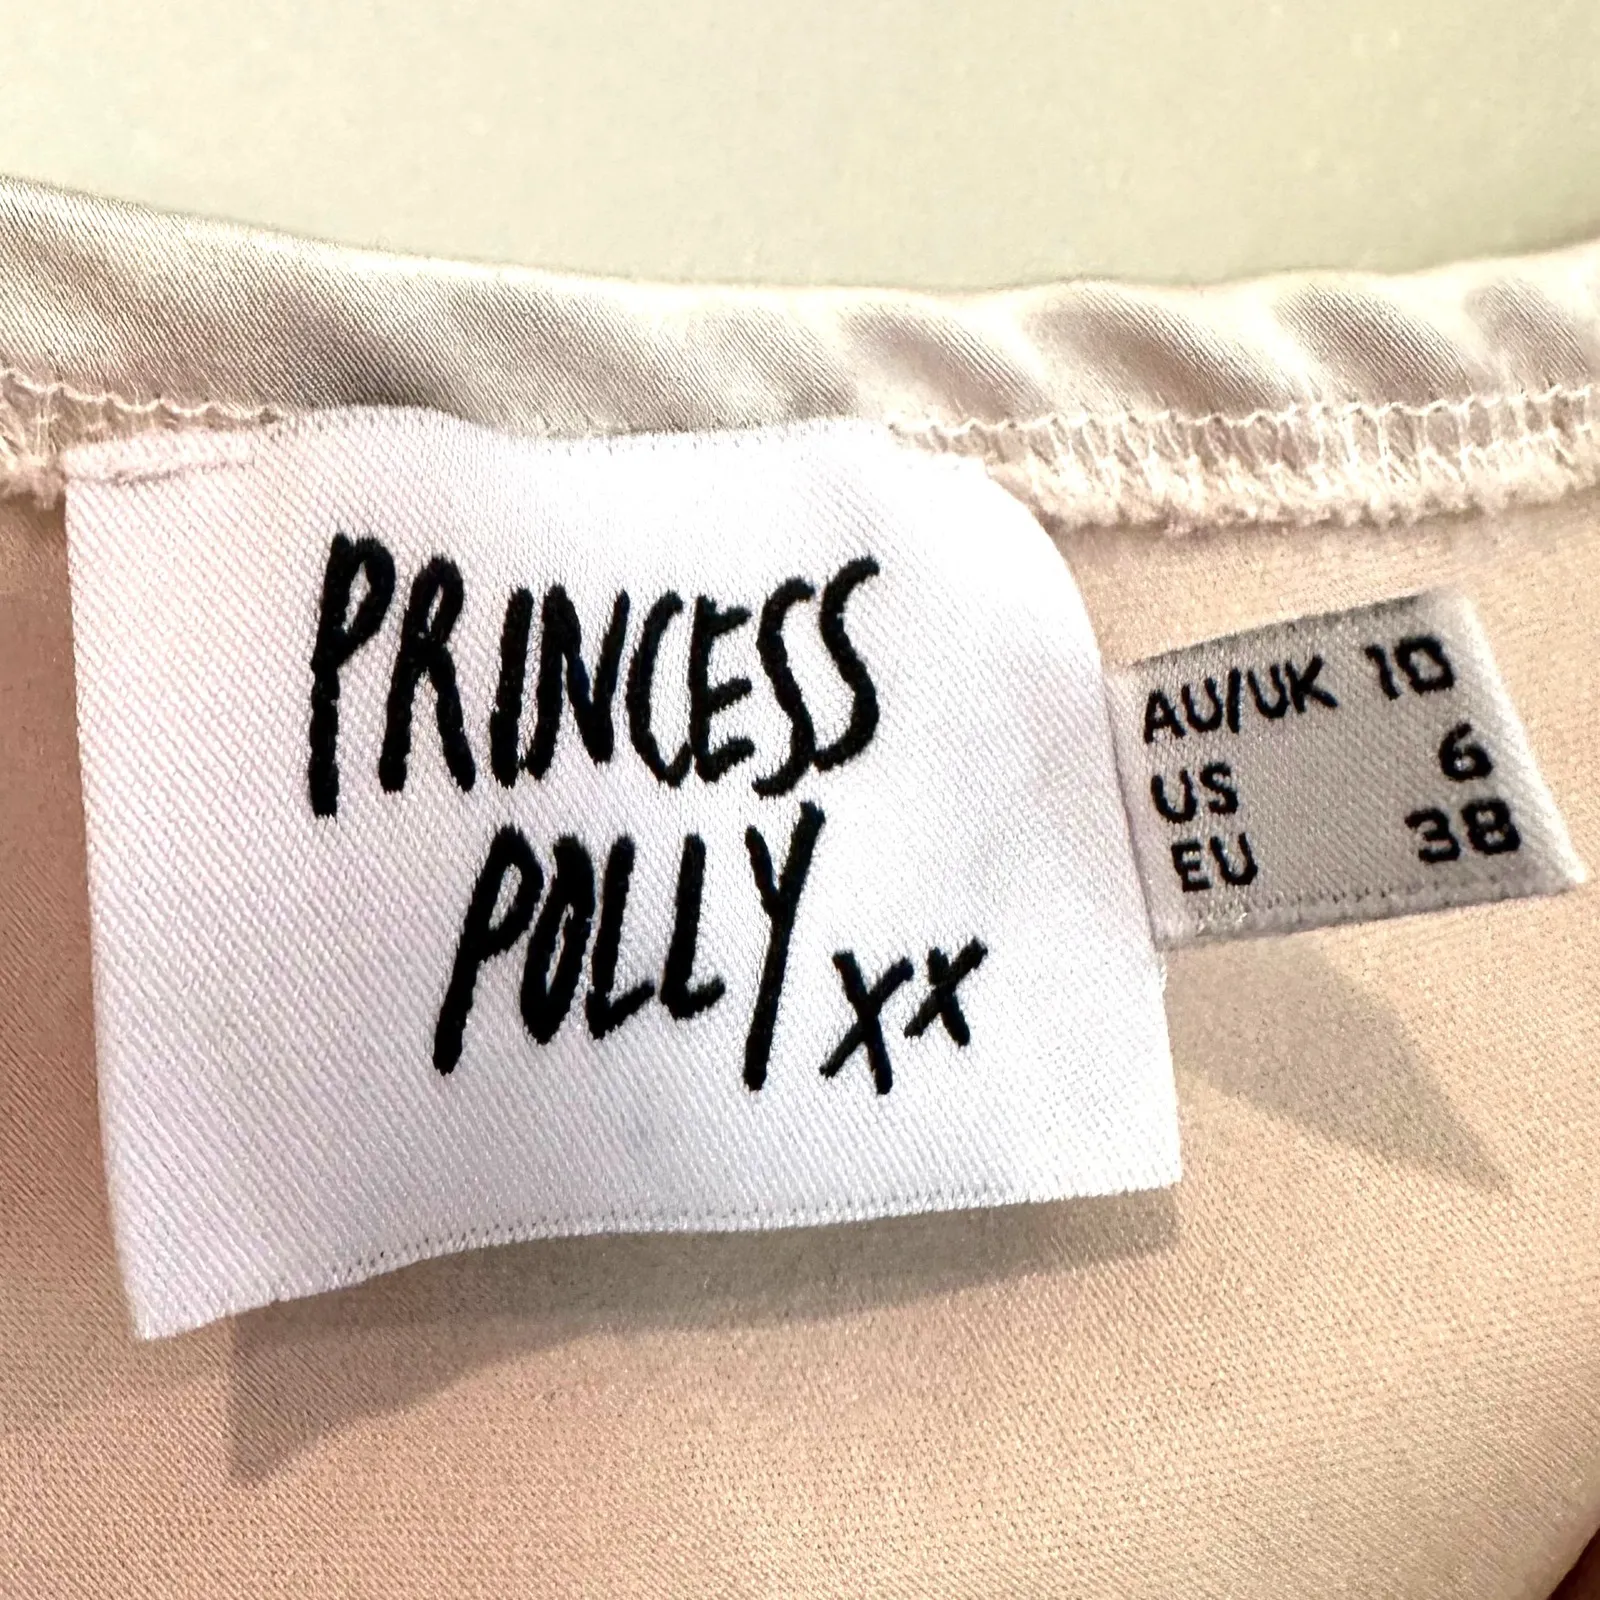 PRINCESS
POLLY xx
AU/UK 10
US 6
EU 38